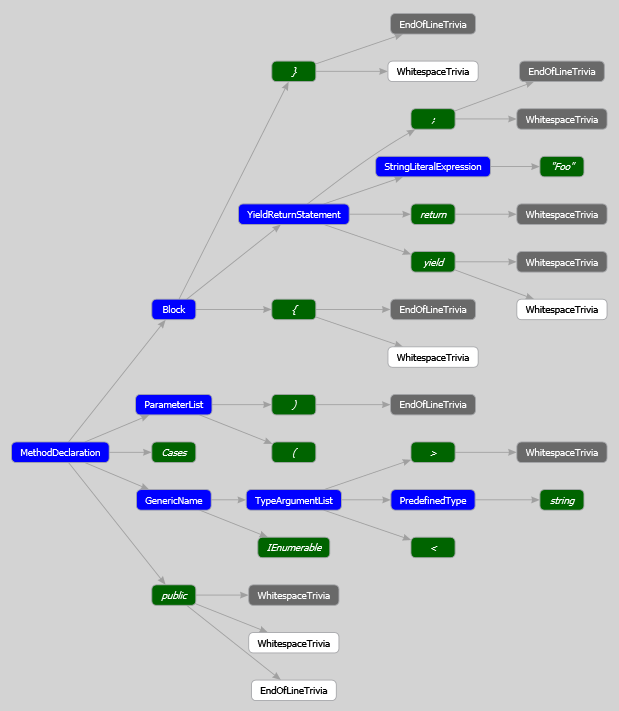 EndOfLineTrivia
}
WhitespaceTrivia
EndOfLineTrivia
;
WhitespaceTrivia
StringLiteralExpression
"Foo"
YieldReturnStatement
return
WhitespaceTrivia
yield
WhitespaceTrivia
Block
{
EndOfLineTrivia
WhitespaceTrivia
WhitespaceTrivia
ParameterList
)
EndOfLineTrivia
MethodDeclaration
Cases
(
>
WhitespaceTrivia
GenericName
TypeArgumentList
PredefinedType
string
IEnumerable
<
public
WhitespaceTrivia
WhitespaceTrivia
EndOfLineTrivia